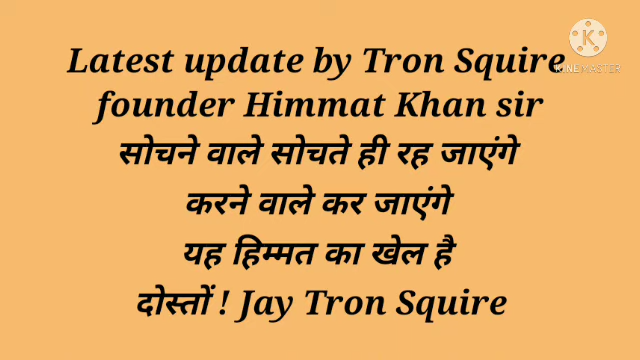 Latest update by Tron Squire
founder Himmat Khan sir
सोचने वाले सोचते ही रह जाएंगे
करने वाले कर जाएंगे
यह हिम्मत का खेल है
दोस्तों ! Jay Tron Squire
K
KINEMASTER